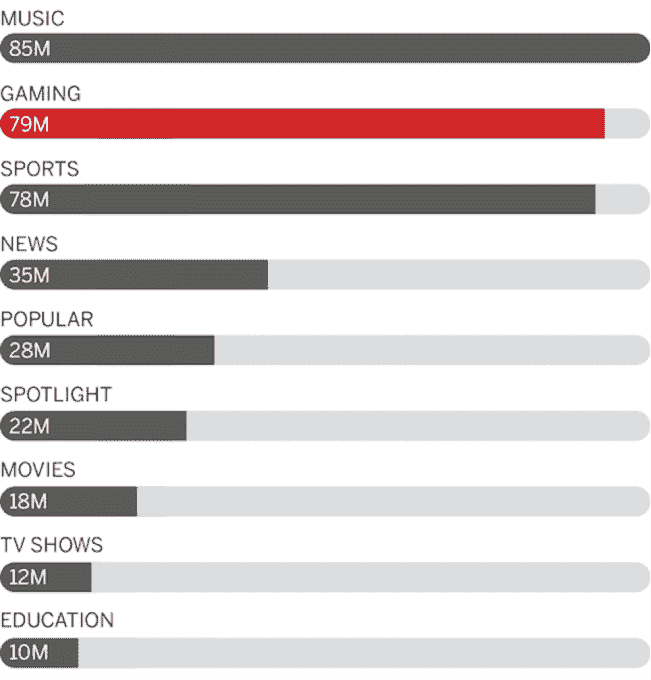 MUSIC
85M
GAMING
79M
SPORTS
78M
NEWS
35M
POPULAR
28M
SPOTLIGHT
22M
MOVIES
18M
TV SHOWS
12M
EDUCATION
10M